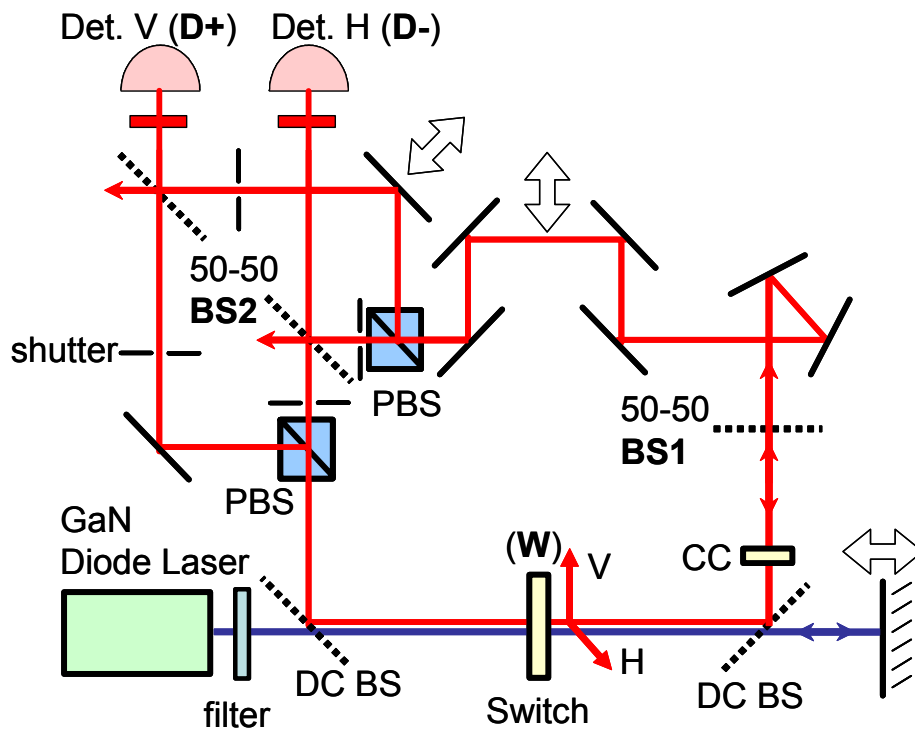 Det. V (D+)
Det. H (D-)
50-50
BS2
shutter
PBS
50-50
BS1
PBS
GaN
Diode Laser
(W)
V
CC
H
DC BS
DC BS
filter
Switch